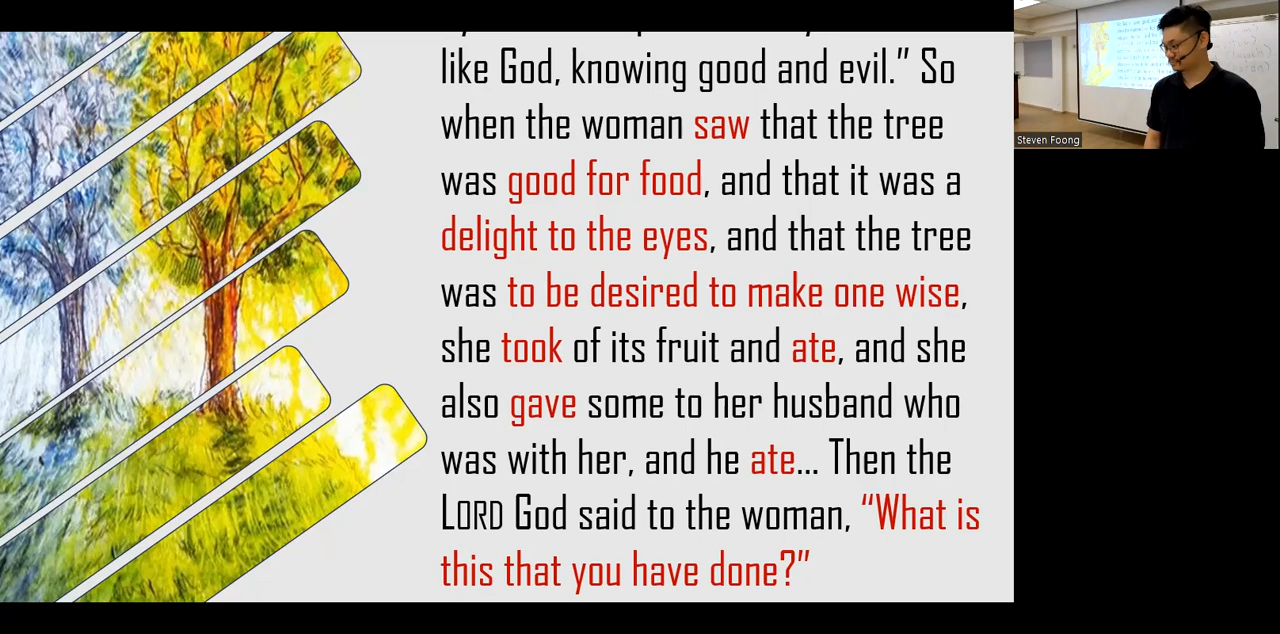 like God, knowing good and evil.” So
when the woman saw that the tree
was good for food, and that it was a
delight to the eyes, and that the tree
was to be desired to make one wise,
she took of its fruit and ate, and she
also gave some to her husband who
was with her, and he ate... Then the
LORD God said to the woman, “What is
this that you have done?”
Steven Foong